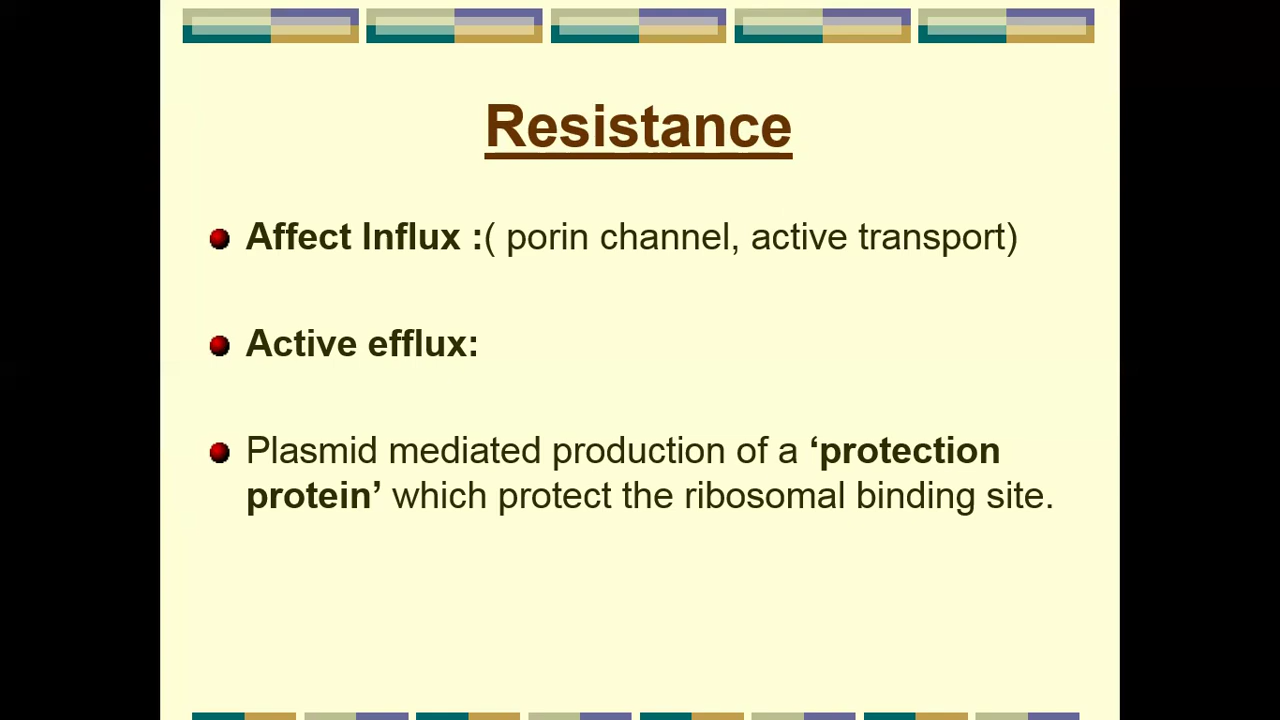 Resistance
Affect Influx :( porin channel, active transport)
Active efflux:
Plasmid mediated production of a ‘protection
protein’ which protect the ribosomal binding site.